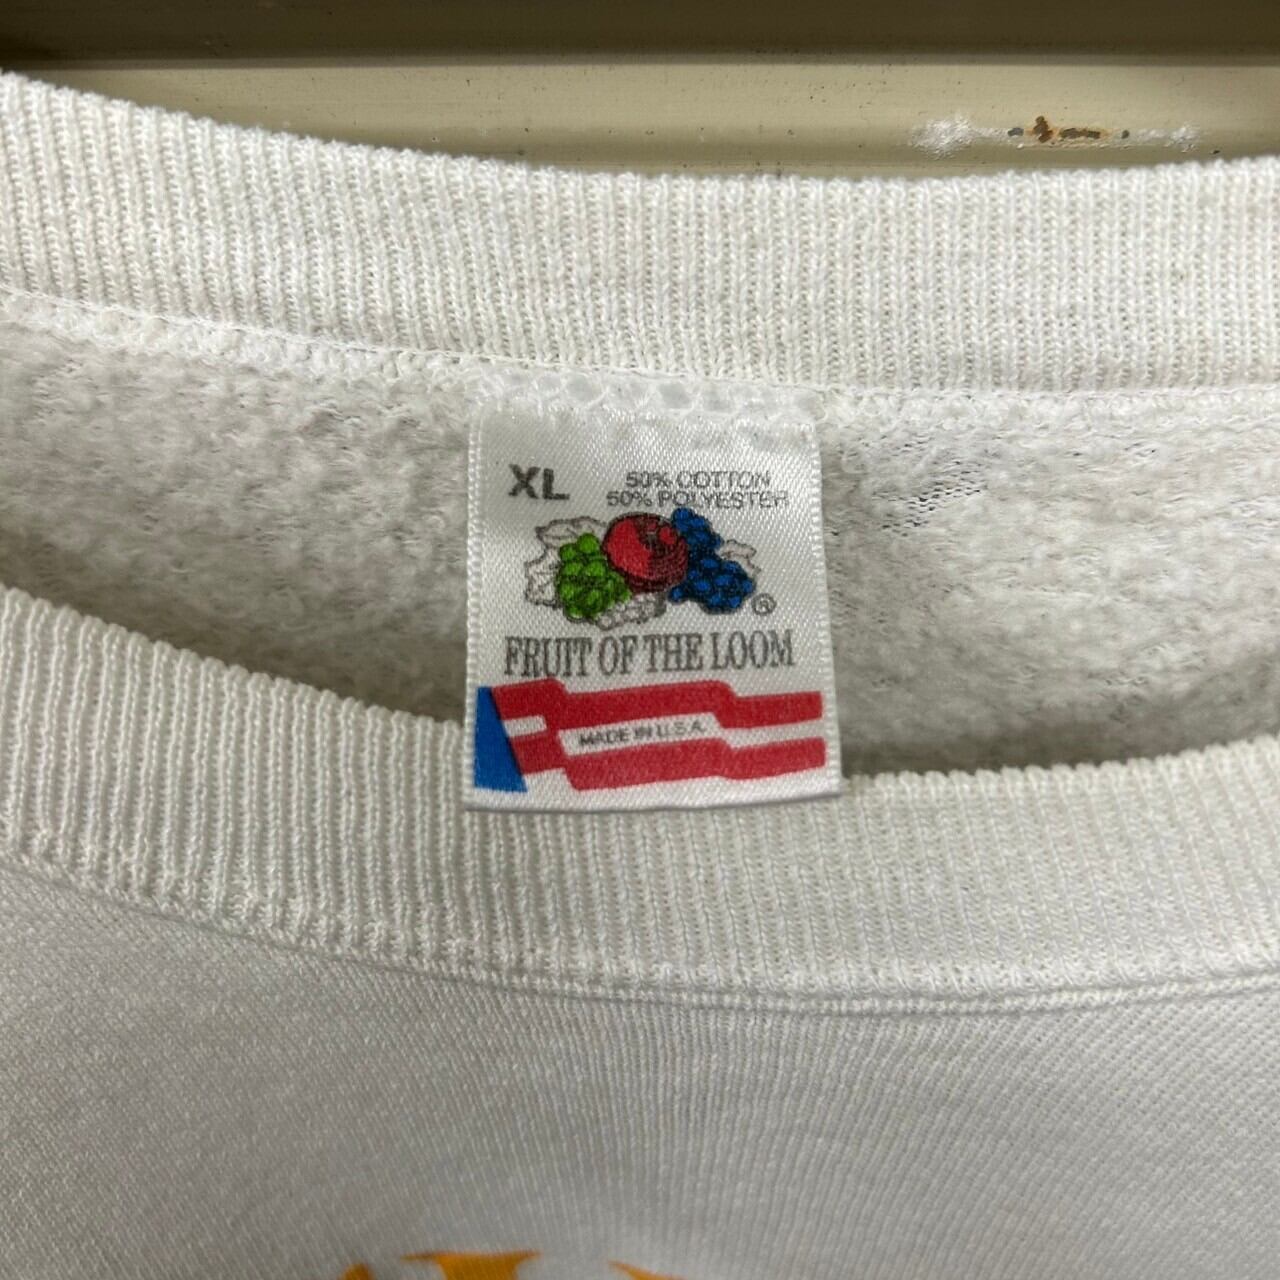 XL
50% COTTON
50% POLYESTER
®
FRUIT OF THE LOOM
MADE IN U.S.A.